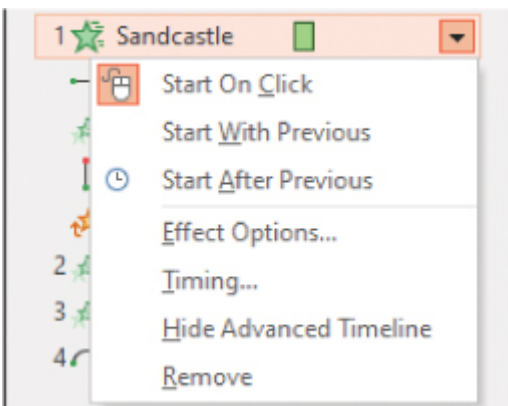 1 Sandcastle
Start On Click
Start With Previous
Start After Previous
Effect Options...
2
Timing...
3
Hide Advanced Timeline
4
Remove